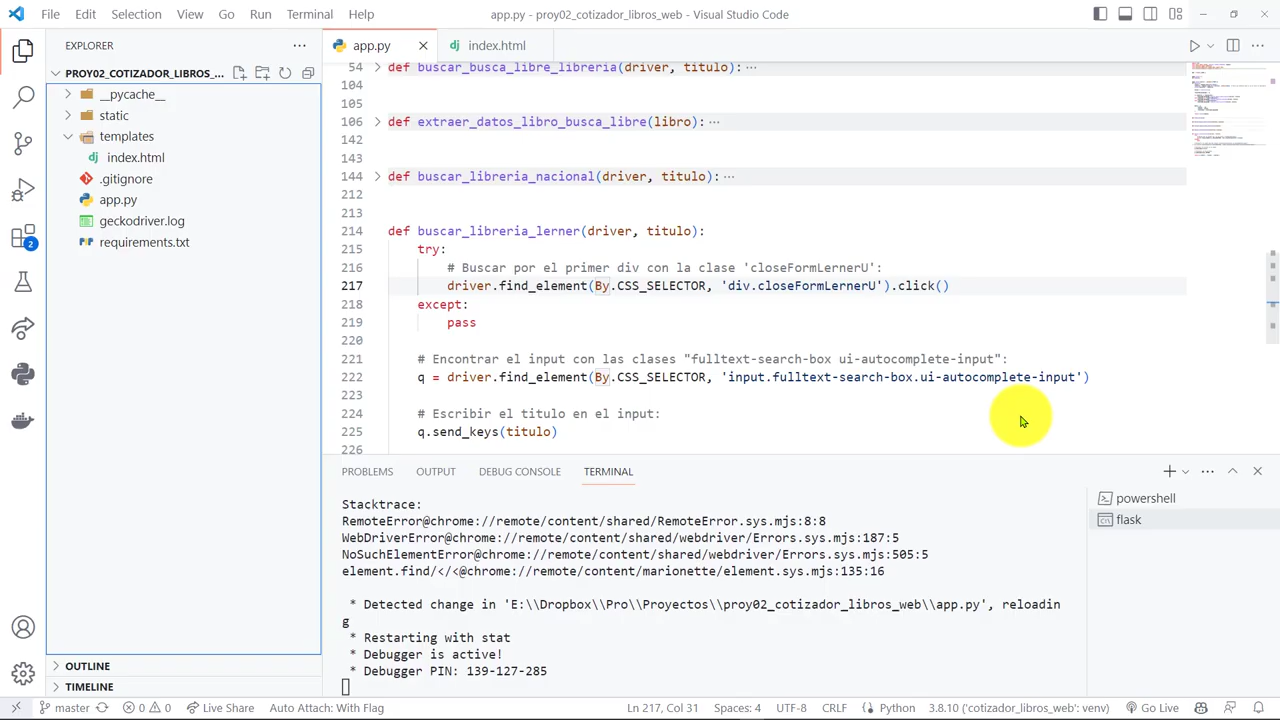 File Edit Selection View Go Run Terminal Help app.py - proy02_cotizador_libros_web - Visual Studio Code
EXPLORER
PROY02_COTIZADOR_LIBROS_...
__pycache__
static
templates
index.html
.gitignore
app.py
geckodriver.log
requirements.txt
OUTLINE
TIMELINE
2
app.py index.html
54 def buscar_busca_libre_libreria(driver, titulo): ...
104
105
106 def extraer_datos_libro_busca_libre(libro): ...
142
143
144 def buscar_libreria_nacional(driver, titulo): ...
212
213
214 def buscar_libreria_lerner(driver, titulo):
215 try:
216 # Buscar por el primer div con la clase 'closeFormLernerU':
217 driver.find_element(By.CSS_SELECTOR, 'div.closeFormLernerU').click()
218 except:
219 pass
220
221 # Encontrar el input con las clases "fulltext-search-box ui-autocomplete-input":
222 q = driver.find_element(By.CSS_SELECTOR, 'input.fulltext-search-box.ui-autocomplete-input')
223
224 # Escribir el titulo en el input:
225 q.send_keys(titulo)
226
PROBLEMS OUTPUT DEBUG CONSOLE TERMINAL
Stacktrace:
RemoteError@chrome://remote/content/shared/RemoteError.sys.mjs:8:8
WebDriverError@chrome://remote/content/shared/webdriver/Errors.sys.mjs:187:5
NoSuchElementError@chrome://remote/content/shared/webdriver/Errors.sys.mjs:505:5
element.find/</<@chrome://remote/content/marionette/element.sys.mjs:135:16
* Detected change in 'E:\\Dropbox\\Pro\\Proyectos\\proy02_cotizador_libros_web\\app.py', reloadin
g
* Restarting with stat
* Debugger is active!
* Debugger PIN: 139-127-285
powershell
flask
master 0 0 Live Share Auto Attach: With Flag Ln 217, Col 31 Spaces: 4 UTF-8 CRLF Python 3.8.10 ('cotizador_libros_web': venv) Go Live